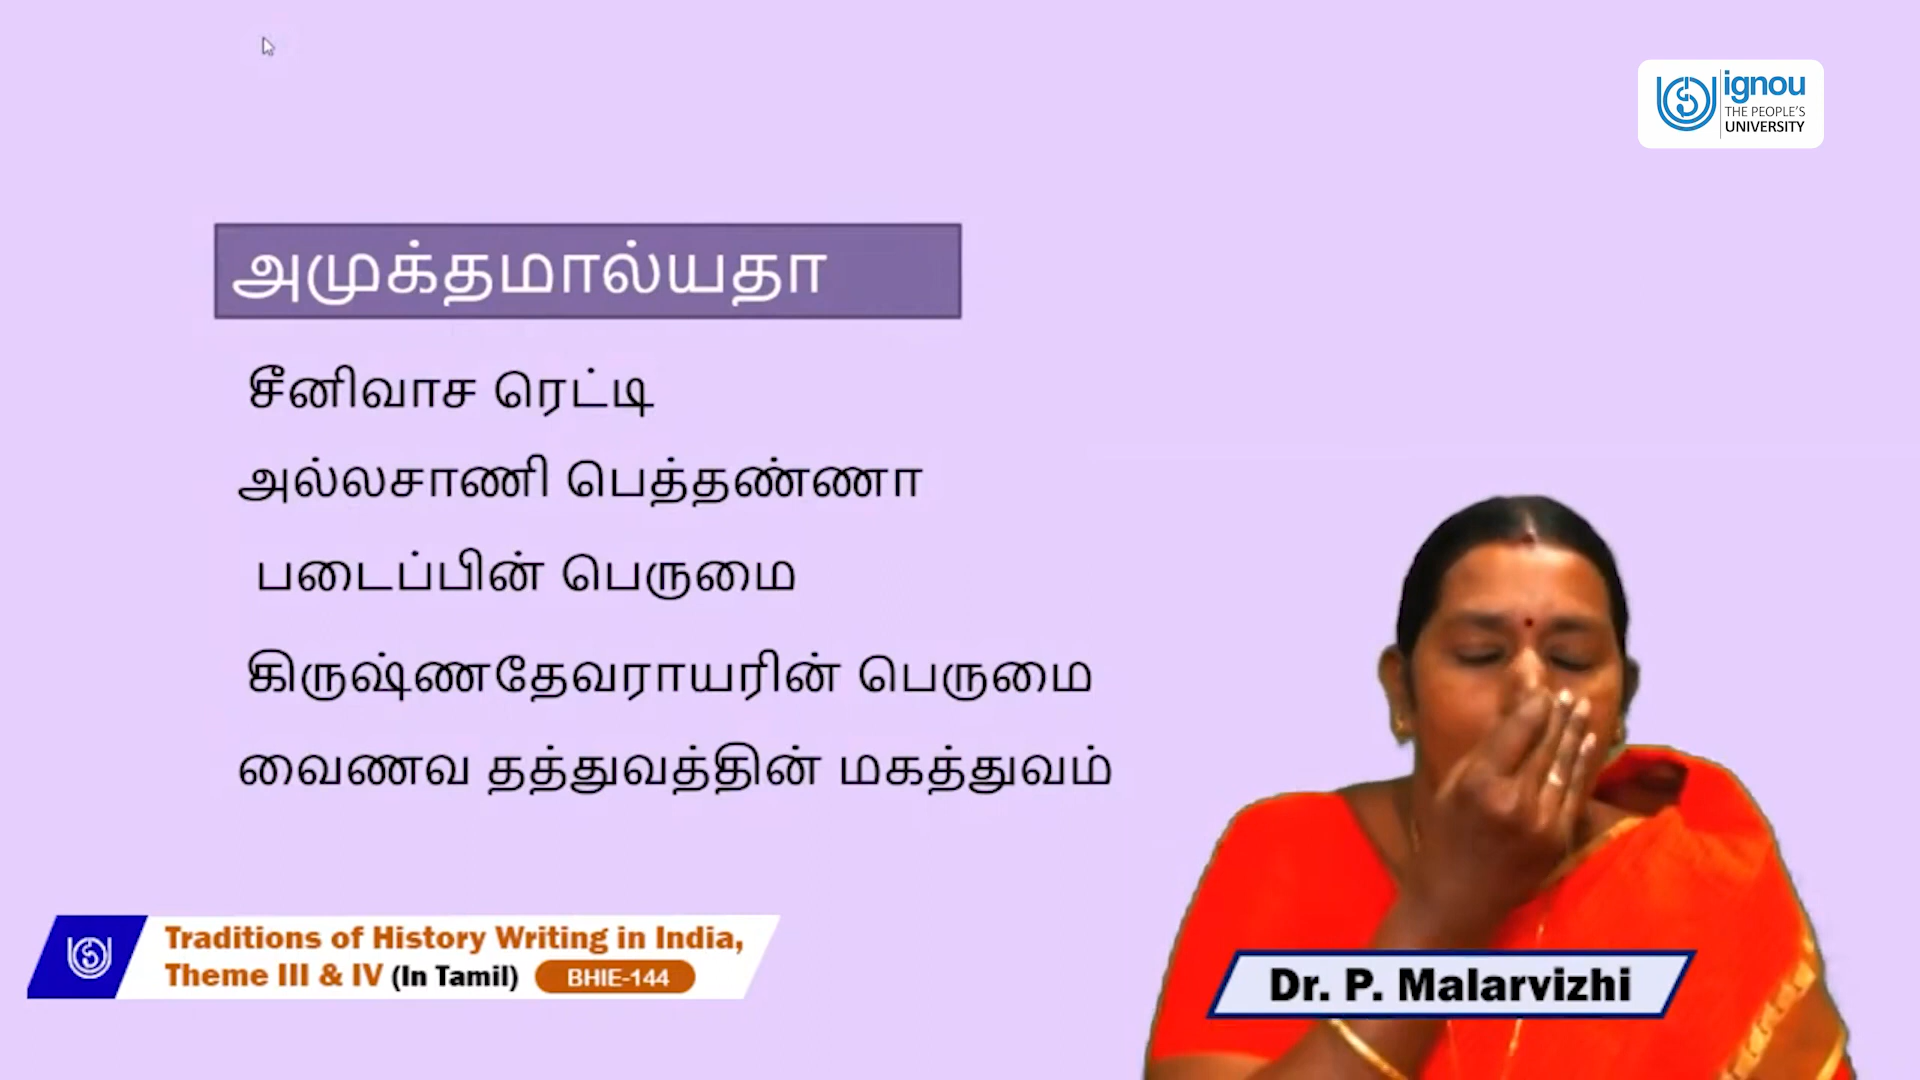 ignou
THE PEOPLE'S
UNIVERSITY
அமுக்தமால்யதா
சீனிவாச ரெட்டி
அல்லசாணி பெத்தண்ணா
படைப்பின் பெருமை
கிருஷ்ணதேவராயரின் பெருமை
வைணவ தத்துவத்தின் மகத்துவம்
Traditions of History Writing in India,
Theme III & IV (In Tamil) BHIE-144
Dr. P. Malarvizhi